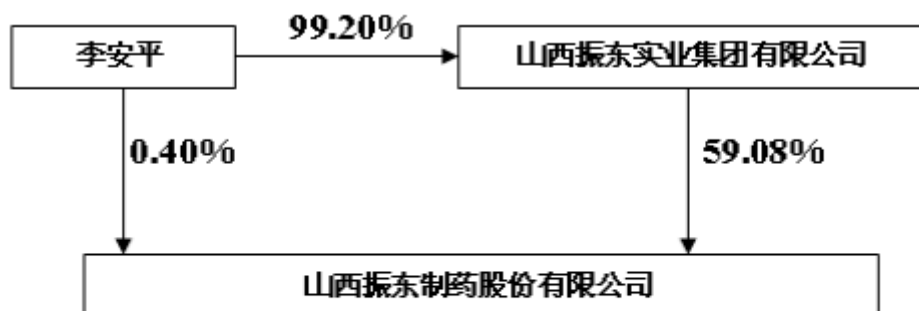 99.20%
李安平
山西振东实业集团有限公司
0.40%
59.08%
山西振东制药股份有限公司